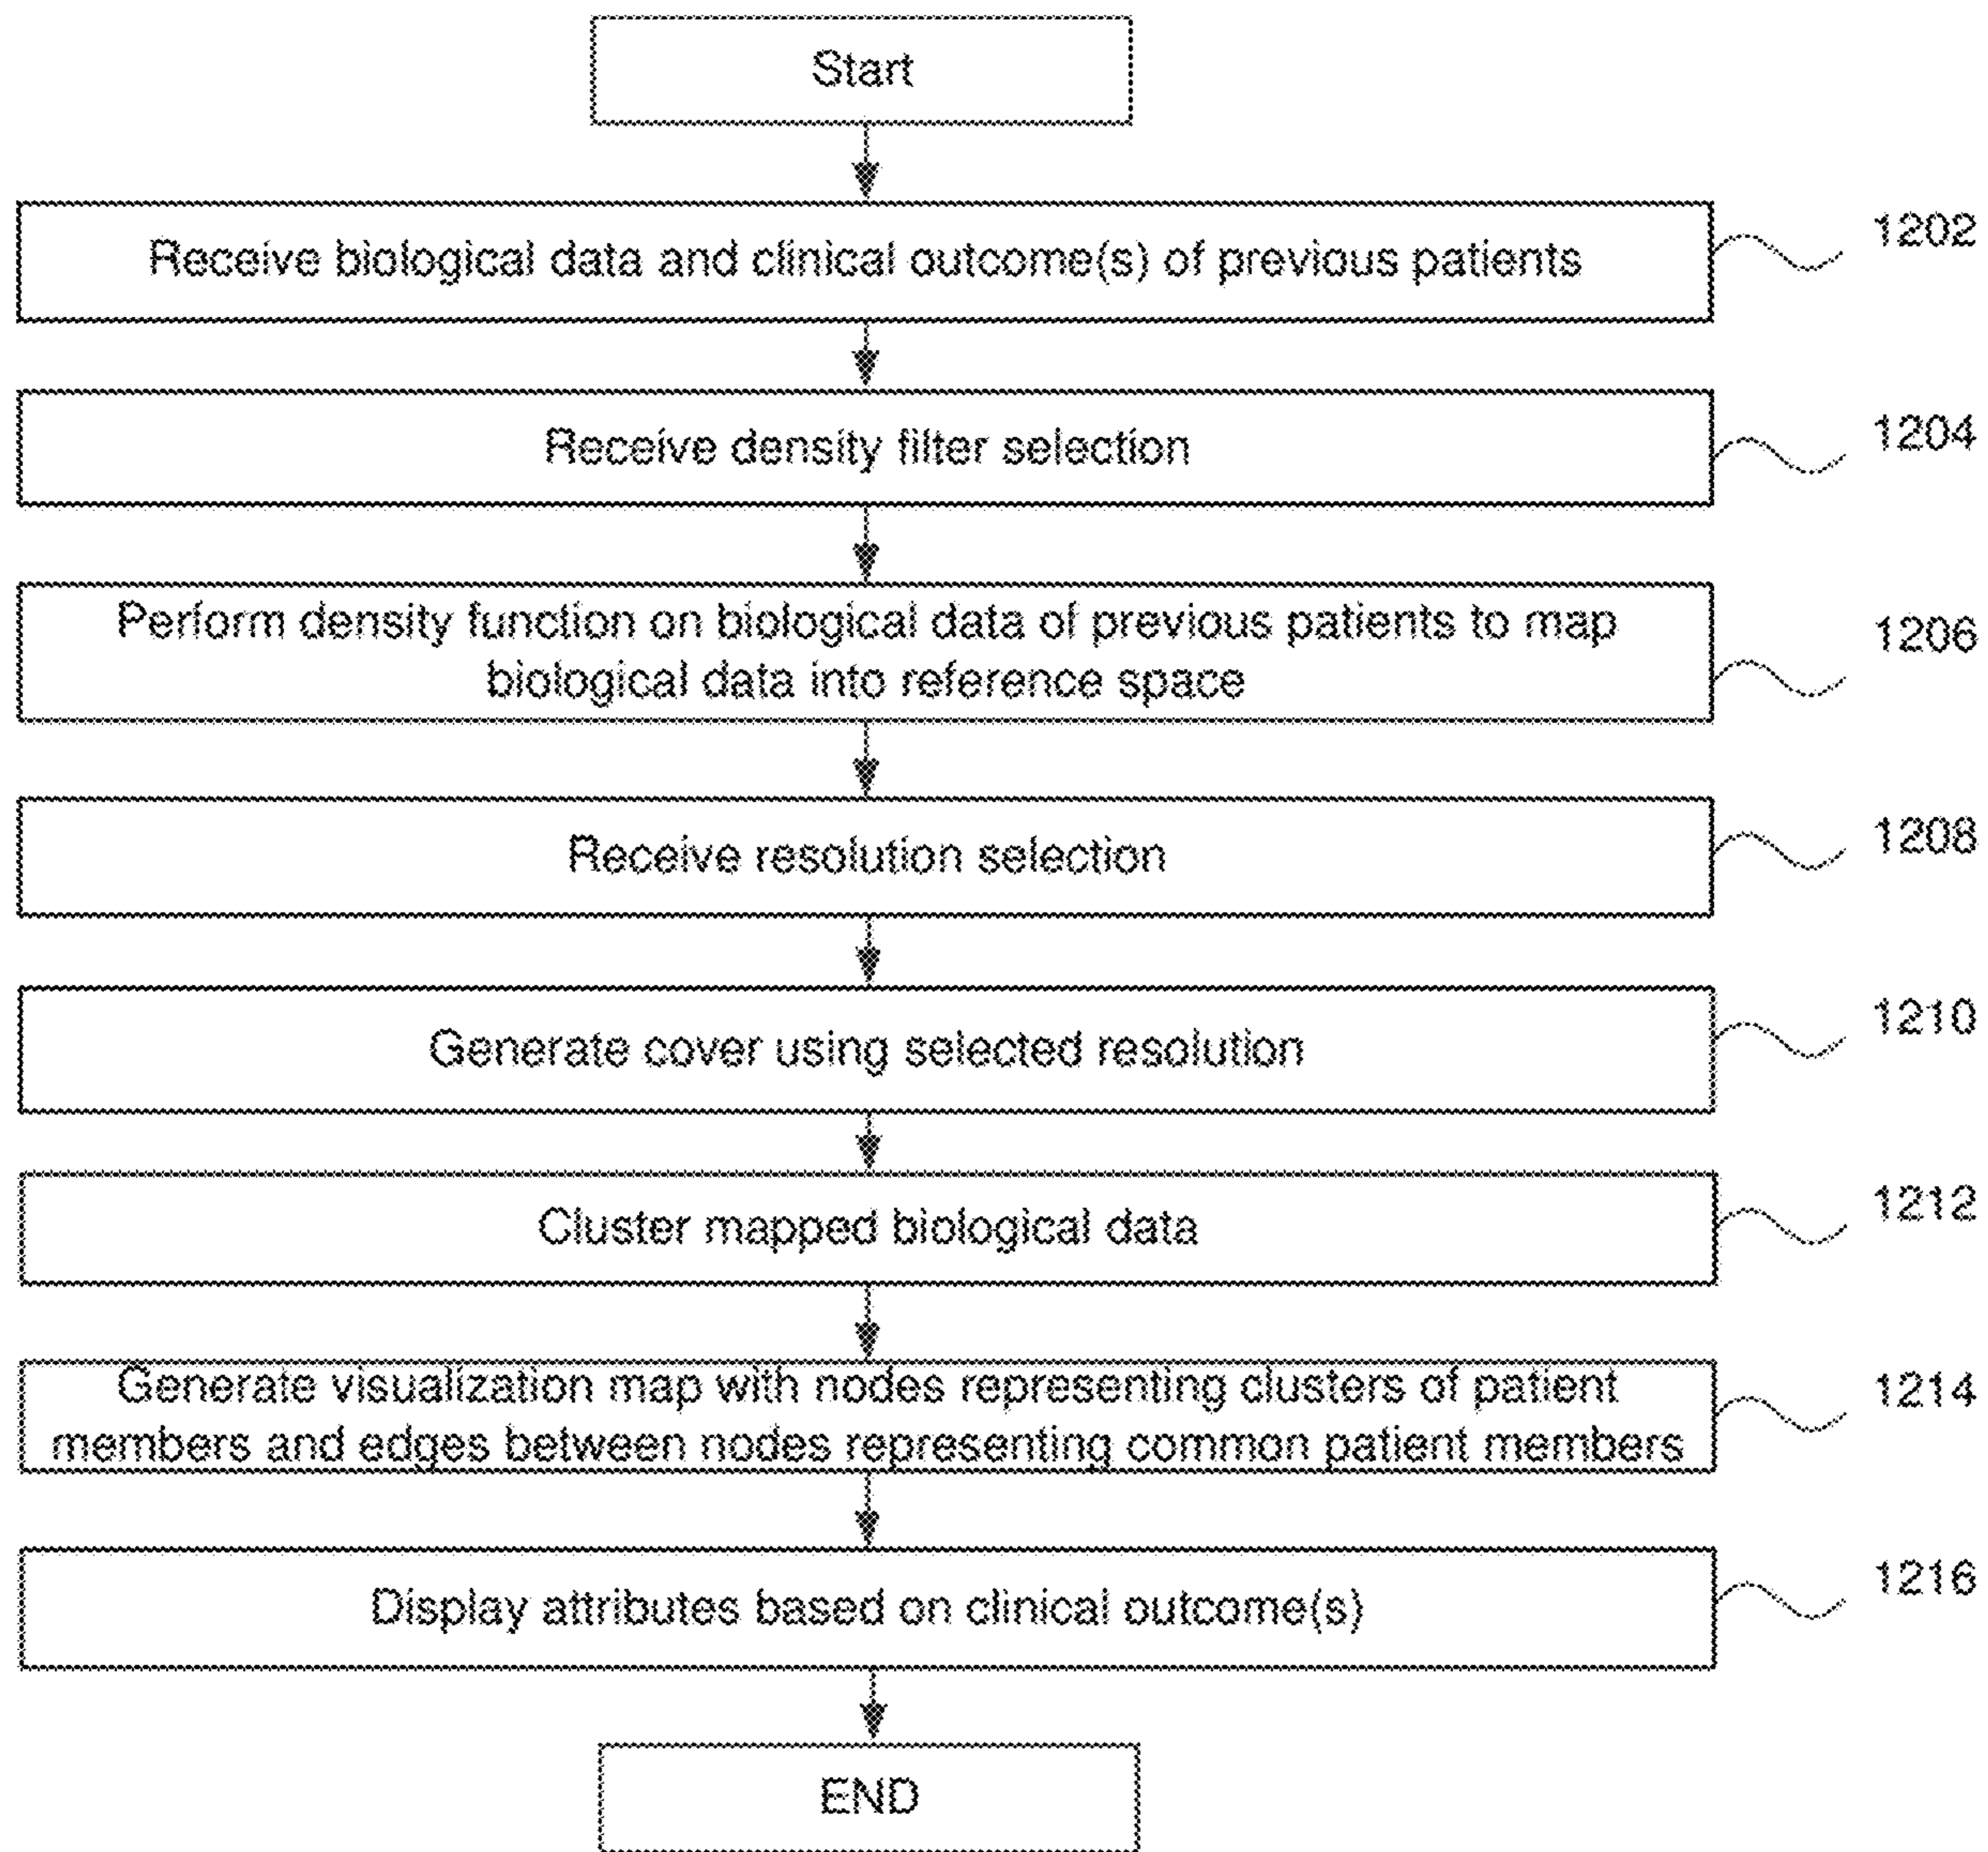 Start
Receive biological data and clinical outcome(s) of previous patients
1202
Receive density filter selection
1204
Perform density function on biological data of previous patients to map
biological data into reference space
1206
Receive resolution selection
1208
Generate cover using selected resolution
1210
Cluster mapped biological data
1212
Generate visualization map with nodes representing clusters of patient
members and edges between nodes representing common patient members
1214
Display attributes based on clinical outcome(s)
1216
END